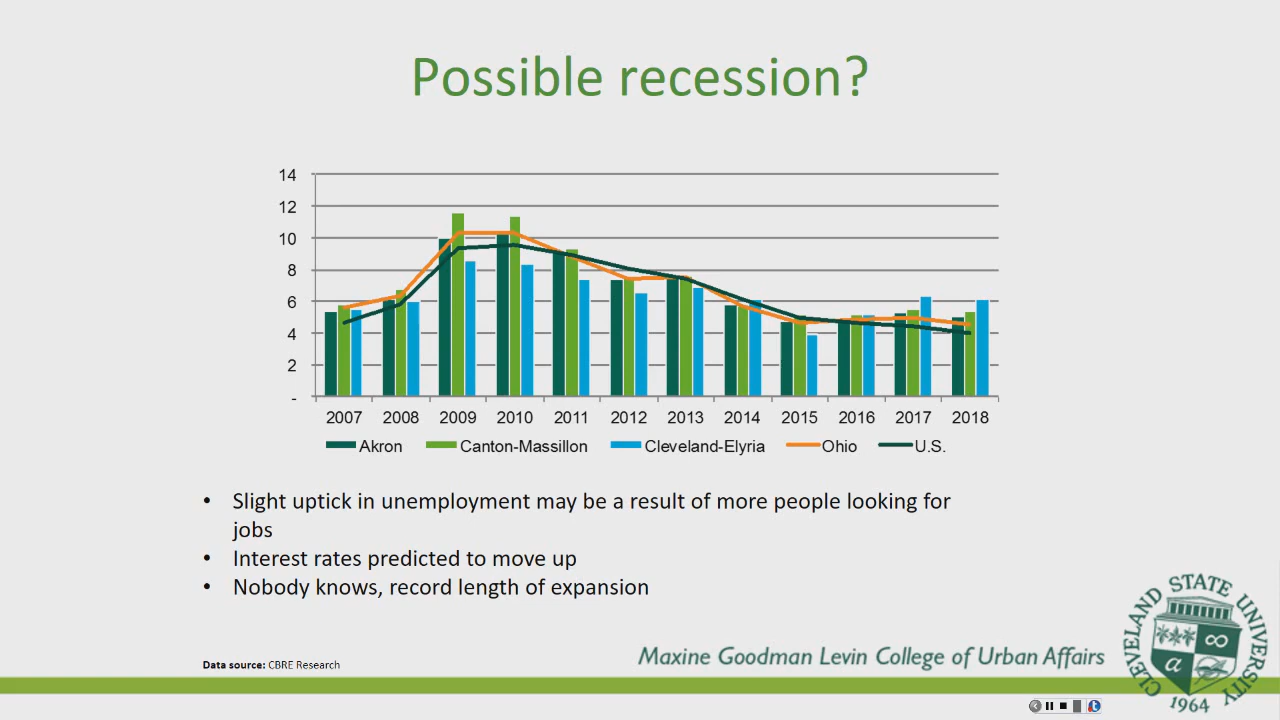 Possible recession?
14
12
10
8
6
4
2
-
2007 2008 2009 2010 2011 2012 2013 2014 2015 2016 2017 2018
Akron Canton-Massillon Cleveland-Elyria Ohio U.S.
• Slight uptick in unemployment may be a result of more people looking for
jobs
• Interest rates predicted to move up
• Nobody knows, record length of expansion
Data source: CBRE Research
Maxine Goodman Levin College of Urban Affairs
CLEVELAND STATE UNIVERSITY
1964